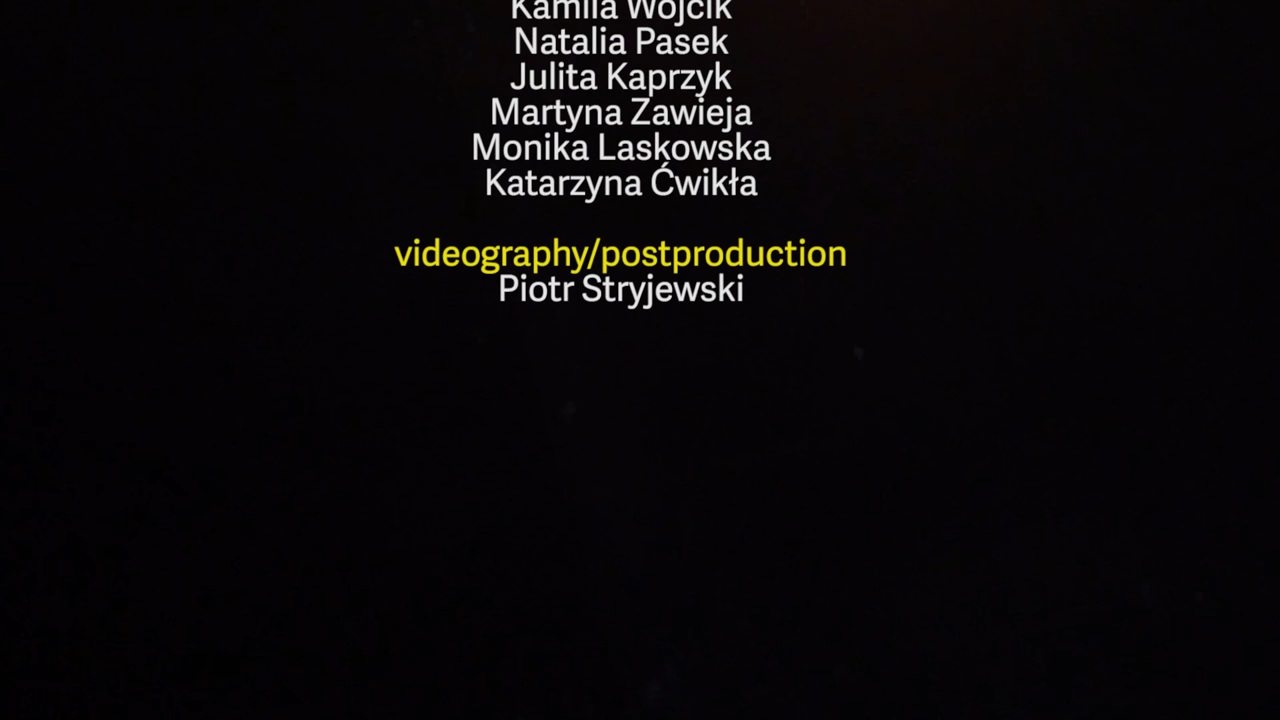 Kamila Wójcik
Natalia Pasek
Julita Kaprzyk
Martyna Zawieja
Monika Laskowska
Katarzyna Ćwikła
videography/postproduction
Piotr Stryjewski